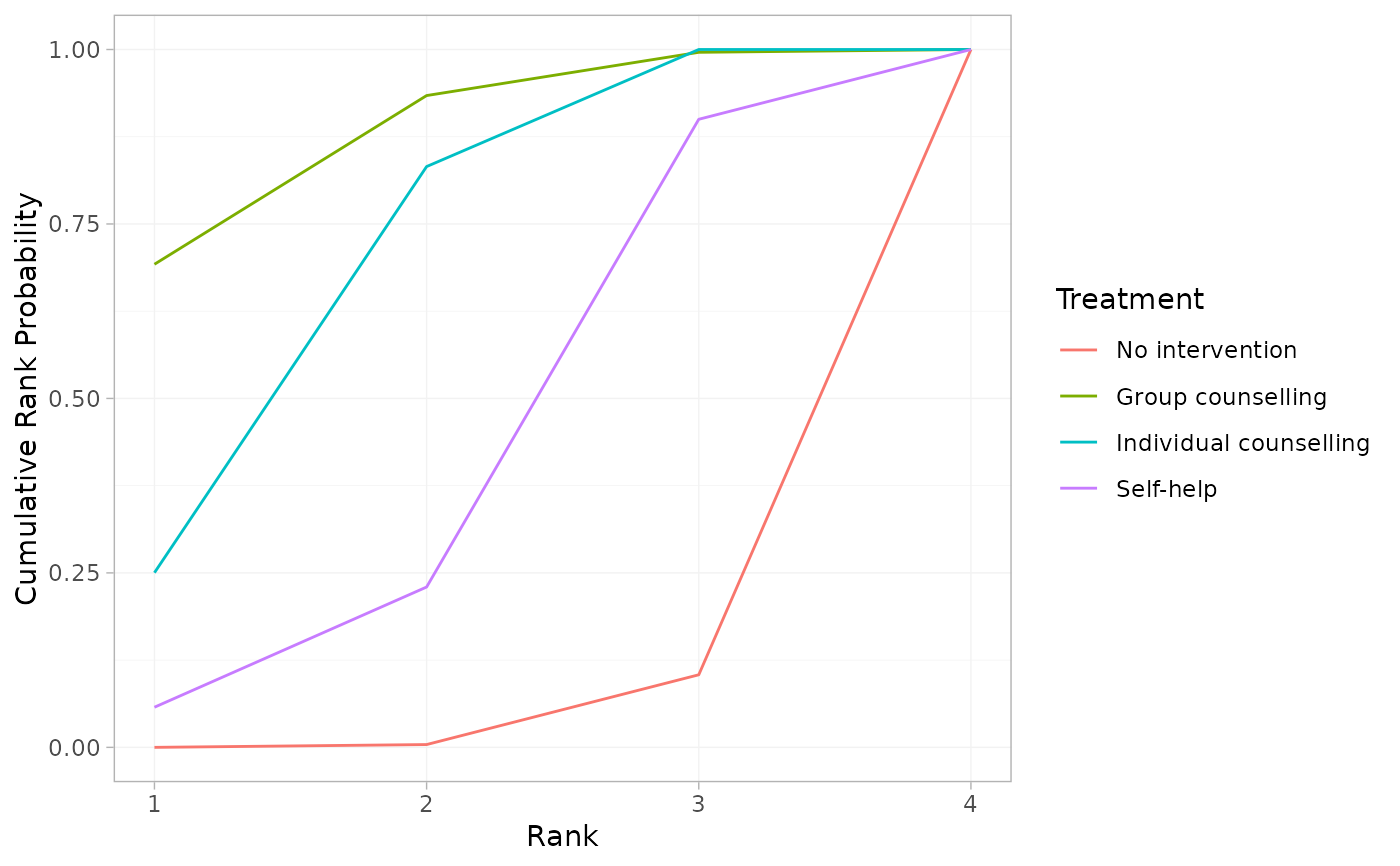 Cumulative Rank Probability
1.00
0.75
0.50
0.25
0.00
1 2 3 4
Rank
Treatment
No intervention
Group counselling
Individual counselling
Self-help